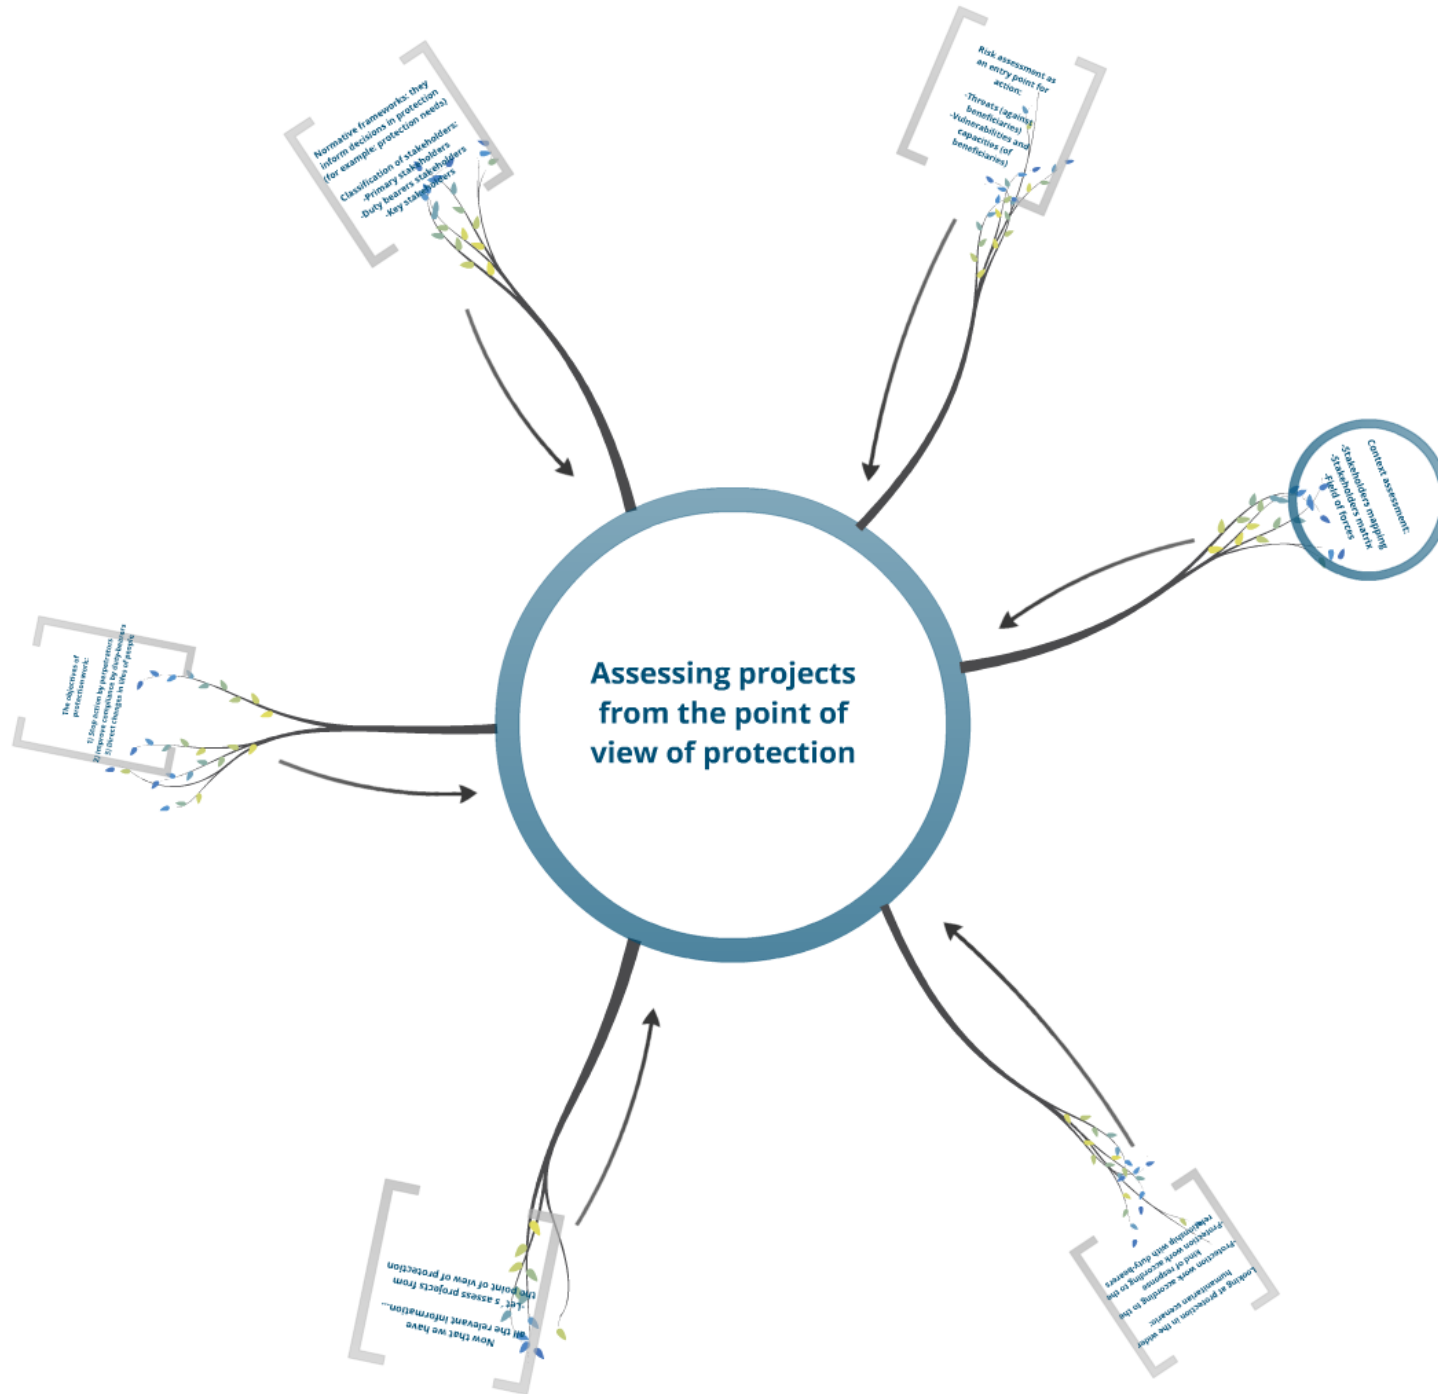 Assessing projects
from the point of
view of protection
Normative frameworks: they
inform decisions in protection
(for example: protection needs)
Classification of stakeholders:
-Primary stakeholders
-Duty bearers stakeholders
-Key stakeholders
Risk assessment as
an entry point for
action:
-Threats (against
beneficiaries)
-Vulnerabilities and
capacities (of
beneficiaries)
Context assessment:
-Stakeholders mapping
-Stakeholders matrix
-Field of forces
Looking at protection in the wider
humanitarian scenario:
-Protection work according to the
kind of response
-Protection work according to the
relationship with duty-bearers
Now that we have
all the relevant information...
-Let´s assess projects from
the point of view of protection
The objectives of
protection work:
1) Stop action by perpetrators
2) Improve compliance by duty-bearers
3) Direct changes in lifes of people